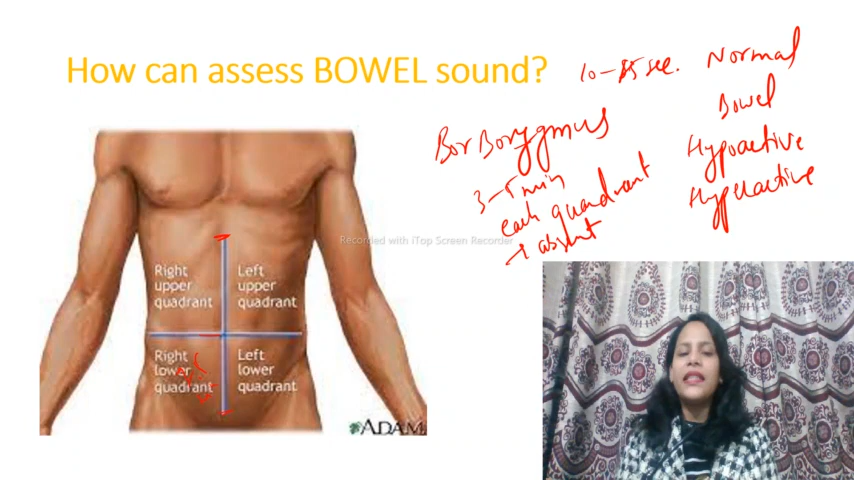 How can assess BOWEL sound?
10-15 sec.
Normal
Bowel
Hypoactive
Hyperactive
BorBorygmus
3-5 min
each quadrant
→ absent
Recorded with iTop Screen Recorder
Right
upper
quadrant
Left
upper
quadrant
Right
lower
quadrant
Left
lower
quadrant
ADAM